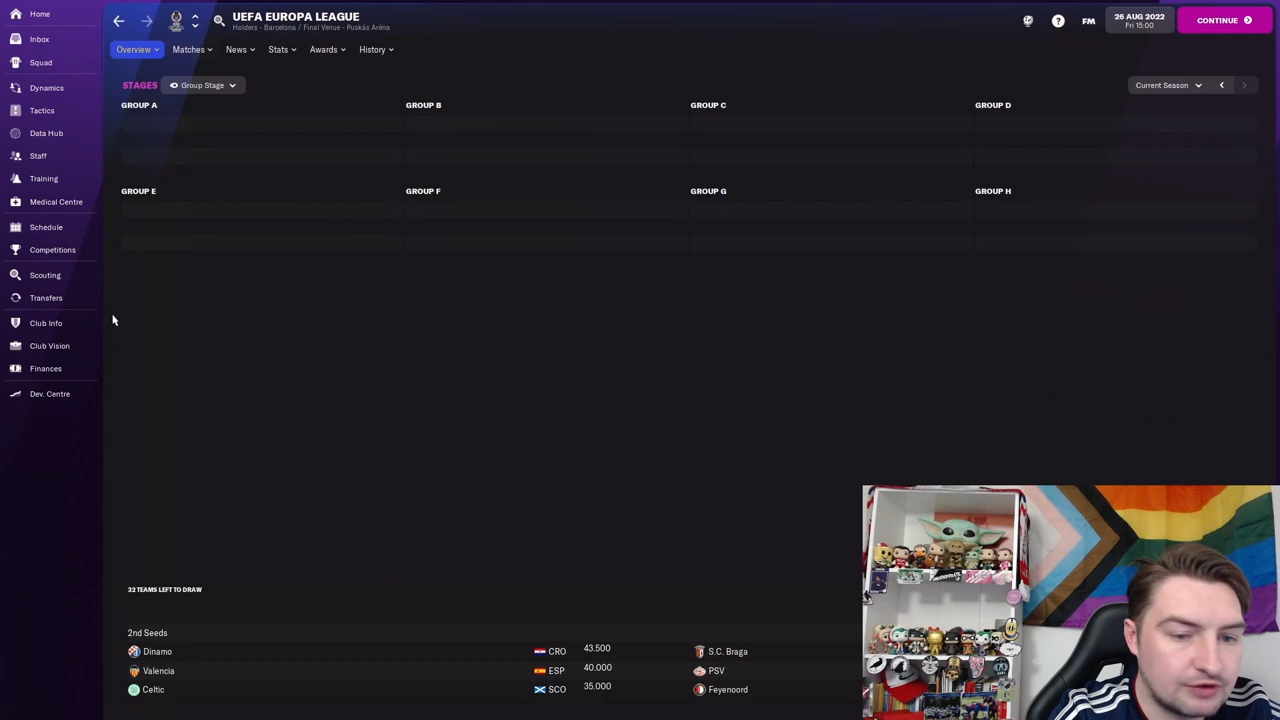 Home
Inbox
Squad
Dynamics
Tactics
Data Hub
Staff
Training
Medical Centre
Schedule
Competitions
Scouting
Transfers
Club Info
Club Vision
Finances
Dev. Centre
UEFA EUROPA LEAGUE
Holders - Barcelona / Final Venue - Puskás Aréna
? FM
26 AUG 2022
Fri 15:00
CONTINUE
Overview Matches News Stats Awards History
STAGES Group Stage
Current Season
GROUP A GROUP B GROUP C GROUP D
GROUP E GROUP F GROUP G GROUP H
32 TEAMS LEFT TO DRAW
2nd Seeds
Dinamo CRO 43.500 S.C. Braga
Valencia ESP 40.000 PSV
Celtic SCO 35.000 Feyenoord